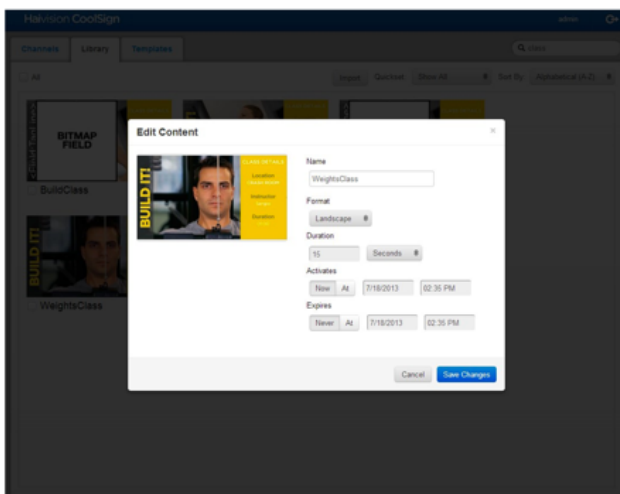 Haivision CoolSign
admin
Channels Library Templates
All
Import Quickset Show All Sort By Alphabetical (A-Z)
BITMAP
FIELD
BuildClass
BUILD IT!
WeightsClass
Edit Content
×
BUILD IT!
CLASS DETAILS
Location
Instructor
Duration
Name
WeightsClass
Format
Landscape
Duration
15 Seconds
Activates
Now At 7/18/2013 02:35 PM
Expires
Never At 7/18/2013 02:35 PM
Cancel Save Changes